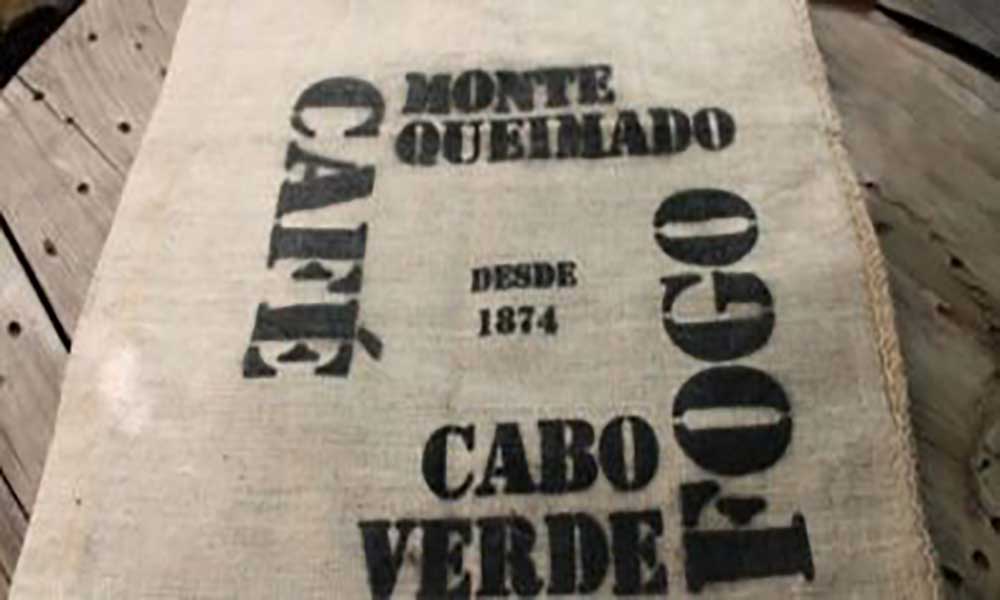 CAFÉ
MONTE
QUEIMADO
DESDE
1874
FOGO
CABO
VERDE